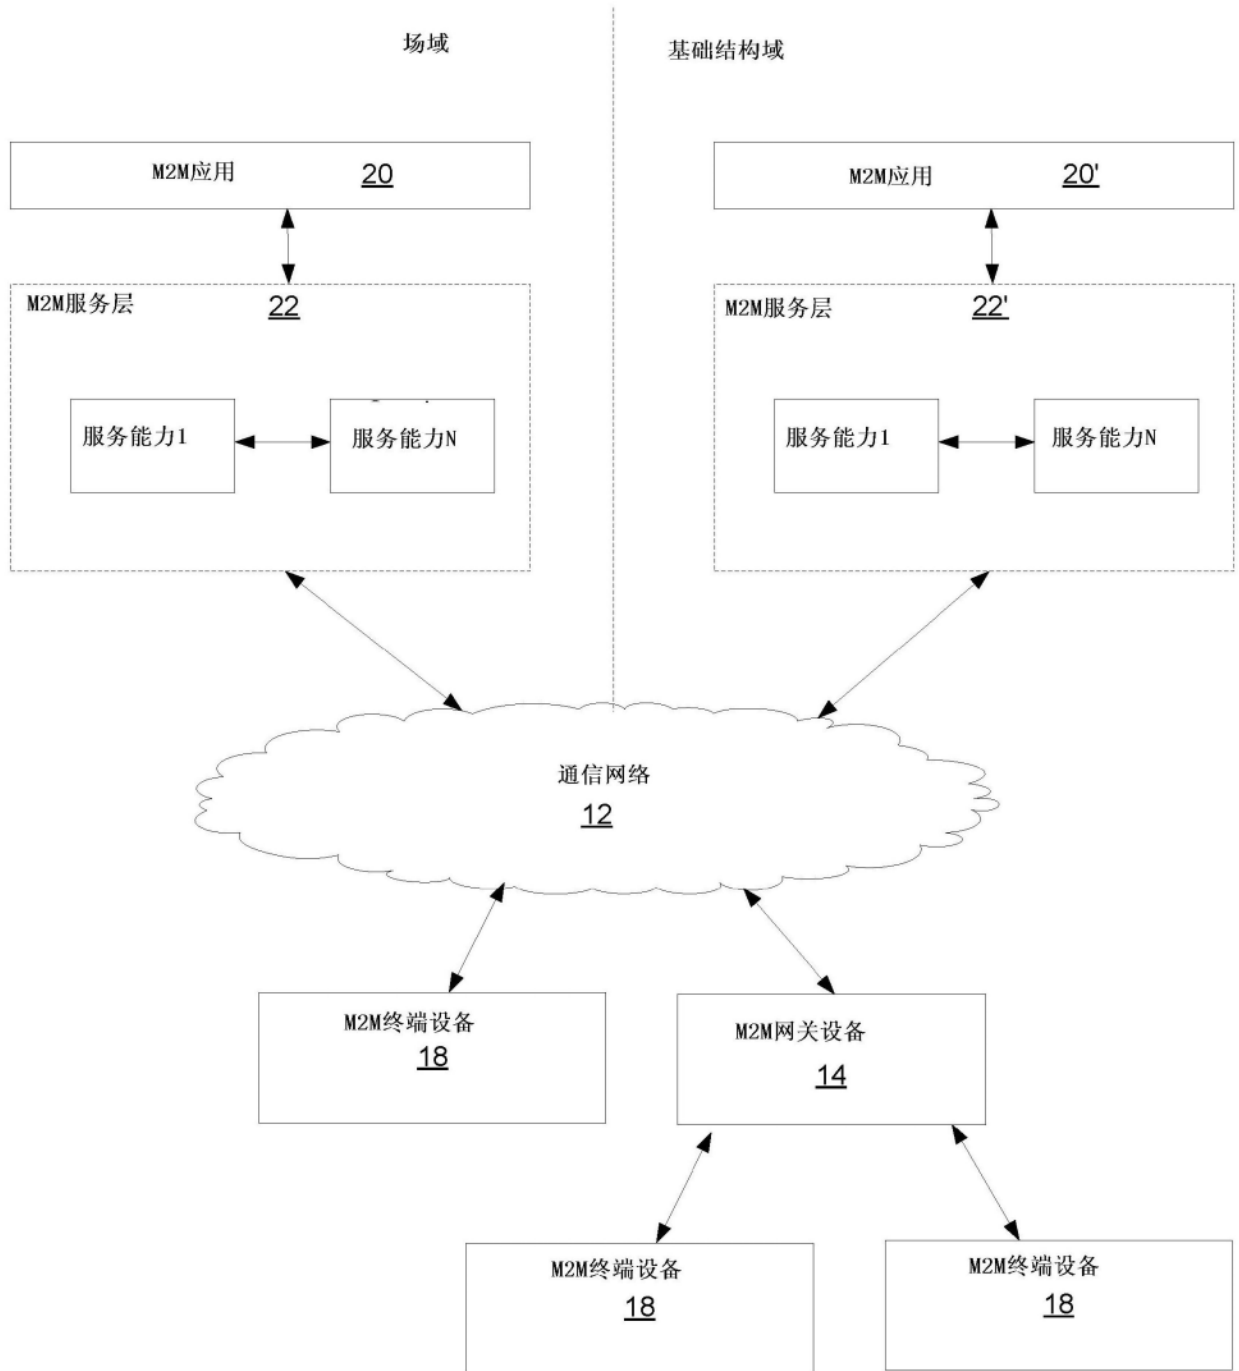 场域
基础结构域
M2M应用 20
M2M应用 20'
M2M服务层 22
M2M服务层 22'
服务能力1
服务能力N
服务能力1
服务能力N
通信网络
12
M2M终端设备
18
M2M网关设备
14
M2M终端设备
18
M2M终端设备
18